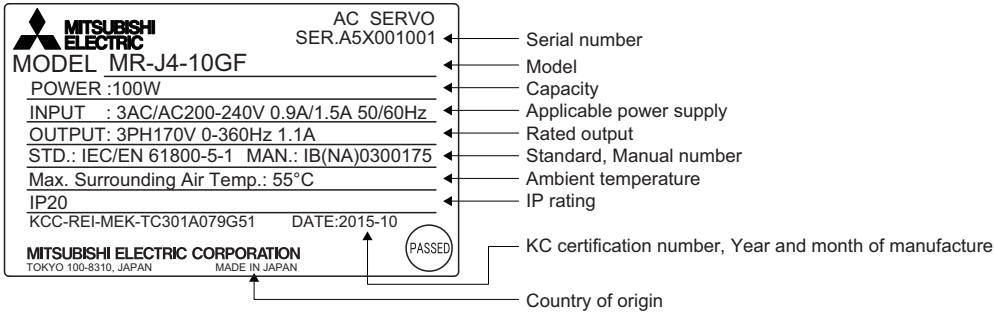 MITSUBISHI
ELECTRIC
AC SERVO
SER.A5X001001
Serial number
MODEL MR-J4-10GF
Model
POWER :100W
Capacity
INPUT : 3AC/AC200-240V 0.9A/1.5A 50/60Hz
Applicable power supply
OUTPUT: 3PH170V 0-360Hz 1.1A
Rated output
STD.: IEC/EN 61800-5-1 MAN.: IB(NA)0300175
Standard, Manual number
Max. Surrounding Air Temp.: 55°C
Ambient temperature
IP20
IP rating
KCC-REI-MEK-TC301A079G51 DATE:2015-10
KC certification number, Year and month of manufacture
PASSED
MITSUBISHI ELECTRIC CORPORATION
TOKYO 100-8310, JAPAN MADE IN JAPAN
Country of origin